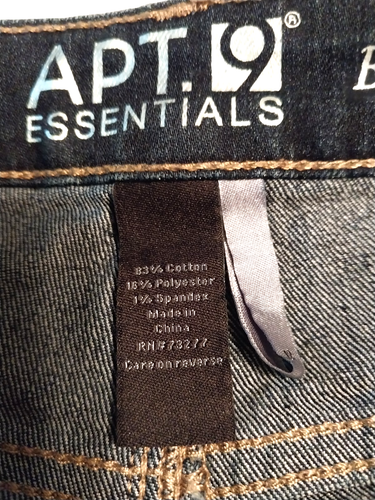 APT. 9®
ESSENTIALS
83% Cotton
16% Polyester
1% Spandex
Made in
China
RN# 73277
Care on reverse